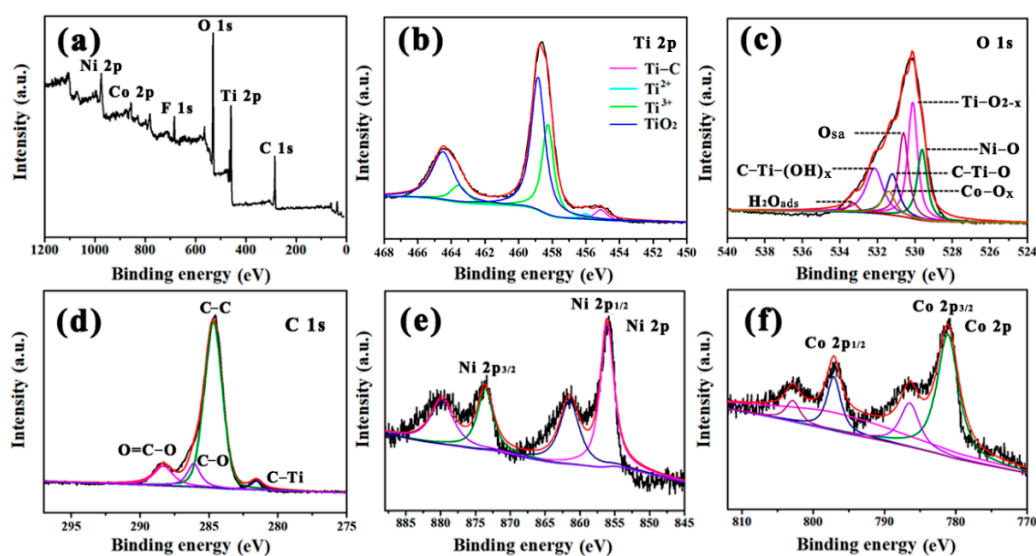 (a)
O 1s
Ni 2p
Co 2p
F 1s
Ti 2p
C 1s
Intensity (a.u.)
1200 1000 800 600 400 200 0
Binding energy (eV)
(b)
Ti 2p
Ti–C
Ti2+
Ti3+
TiO2
Intensity (a.u.)
468 466 464 462 460 458 456 454 452 450
Binding energy (eV)
(c)
O 1s
Ti–O2-x
Osa
Ni–O
C–Ti–(OH)x
C–Ti–O
Co–Ox
H2Oads
Intensity (a.u.)
540 538 536 534 532 530 528 526 524
Binding energy (eV)
(d)
C–C
C 1s
O=C–O
C–O
C–Ti
Intensity (a.u.)
295 290 285 280 275
Binding energy (eV)
(e)
Ni 2p1/2
Ni 2p
Ni 2p3/2
Intensity (a.u.)
885 880 875 870 865 860 855 850 845
Binding energy (eV)
(f)
Co 2p3/2
Co 2p
Co 2p1/2
Intensity (a.u.)
810 800 790 780 770
Binding energy (eV)